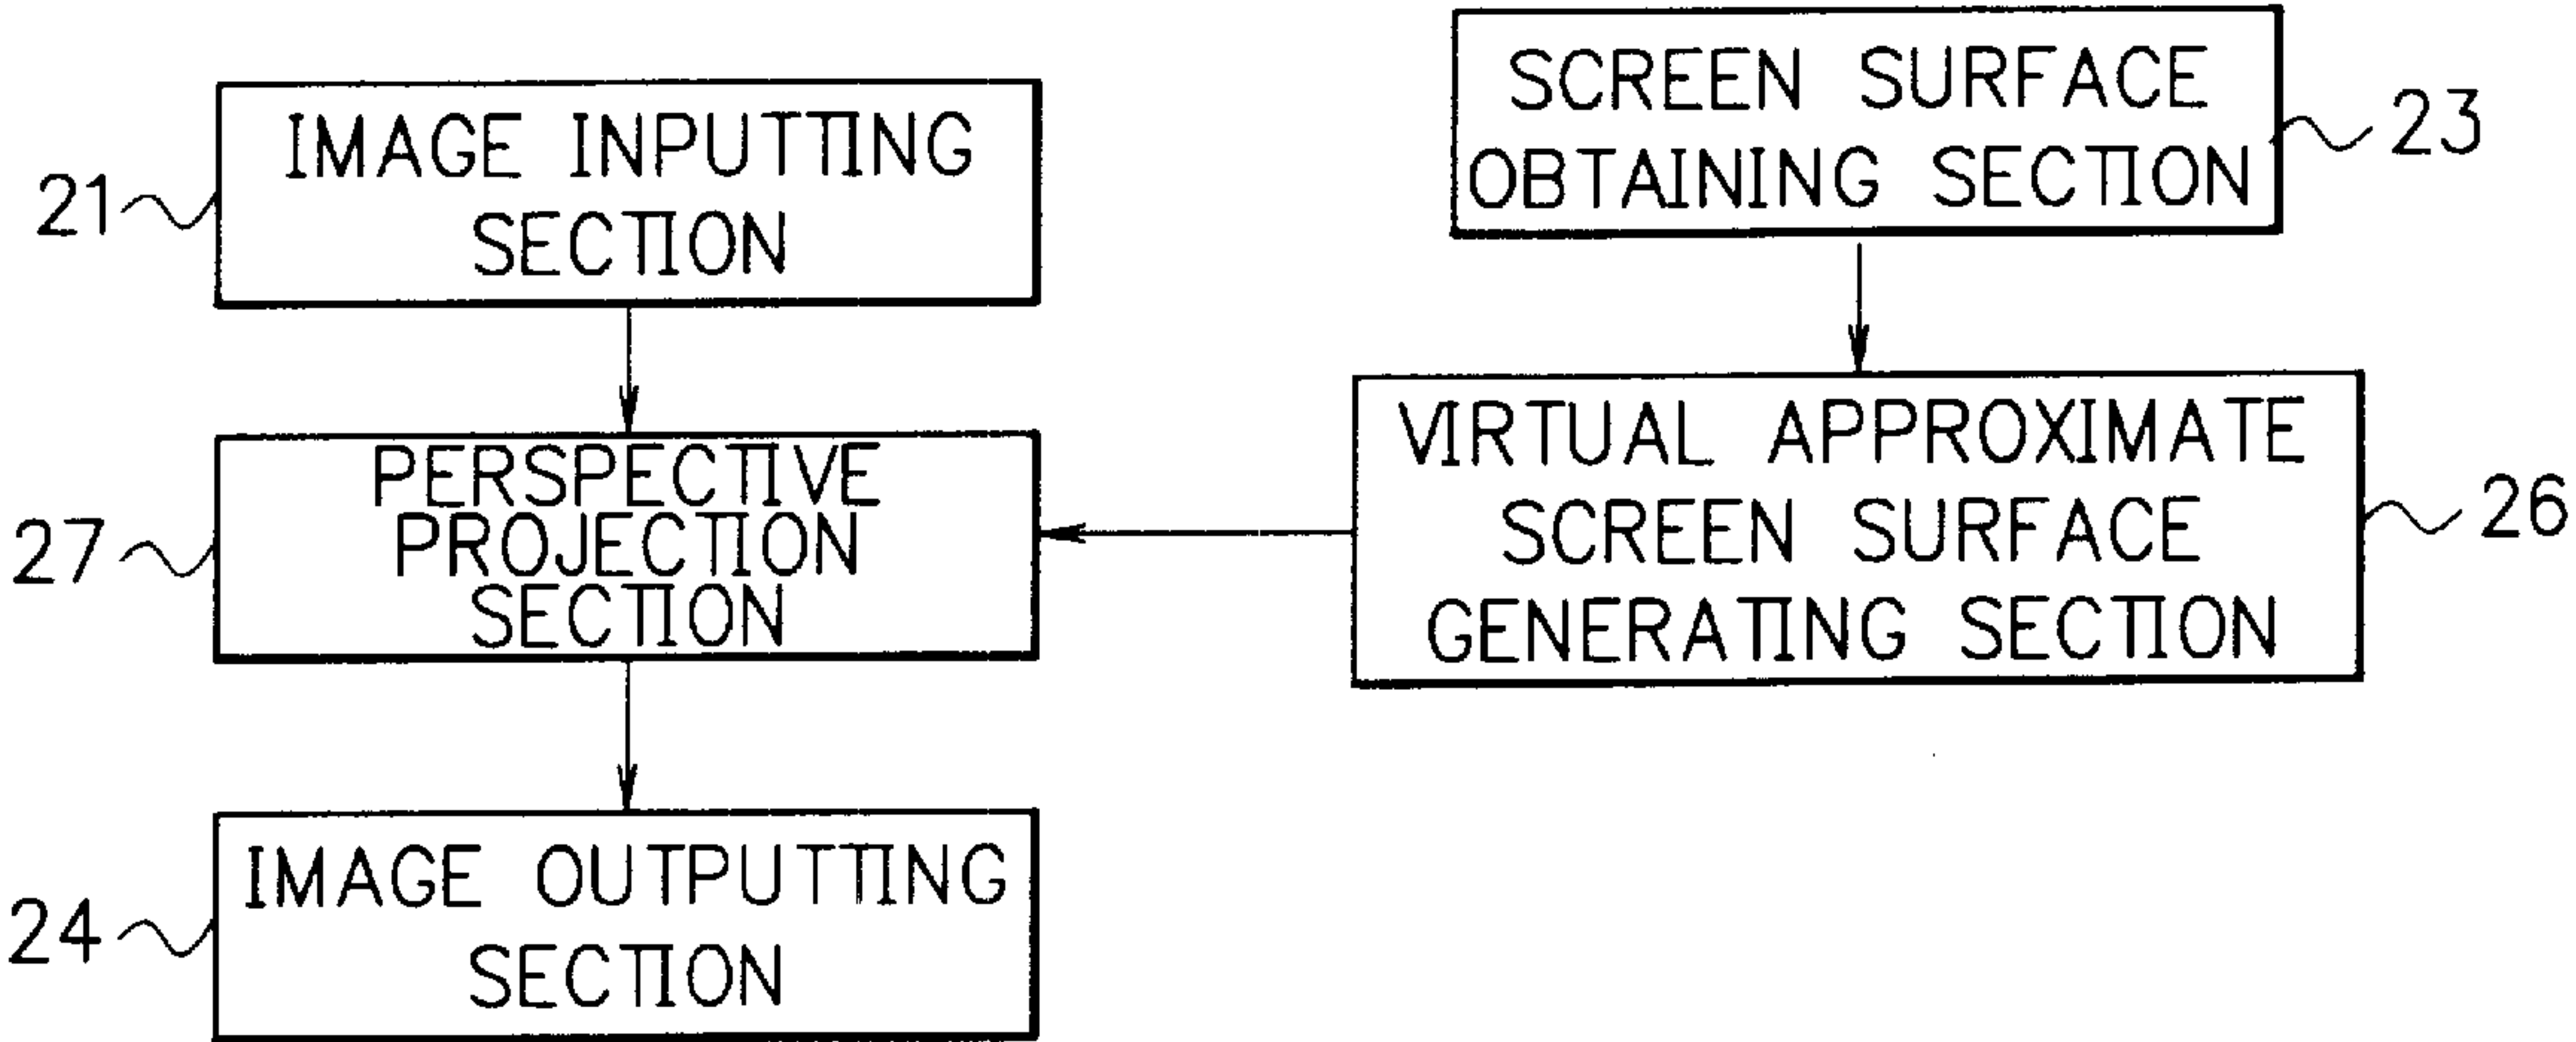 21
IMAGE INPUTTING
SECTION
SCREEN SURFACE
OBTAINING SECTION
23
27
PERSPECTIVE
PROJECTION
SECTION
VIRTUAL APPROXIMATE
SCREEN SURFACE
GENERATING SECTION
26
24
IMAGE OUTPUTTING
SECTION